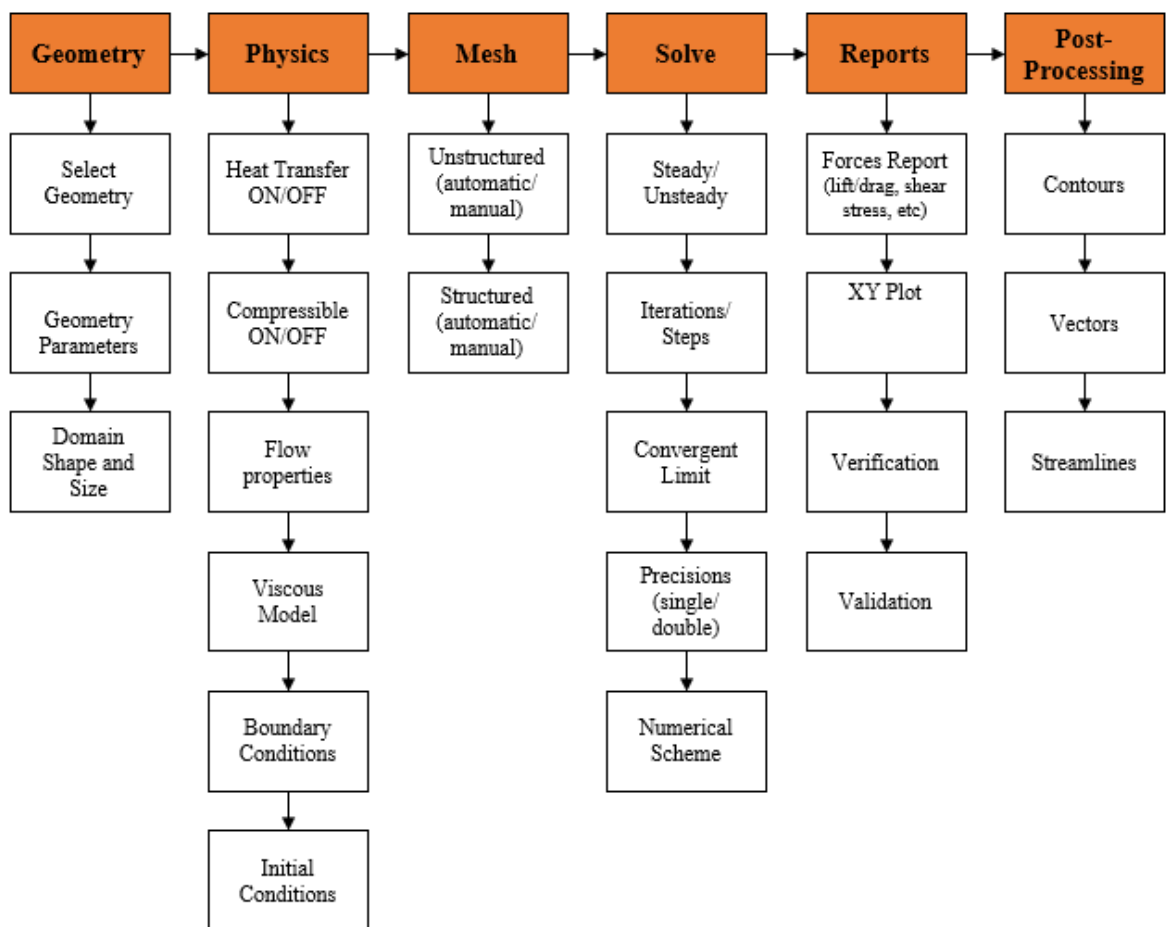 Geometry
Physics
Mesh
Solve
Reports
Post-
Processing
Select
Geometry
Geometry
Parameters
Domain
Shape and
Size
Heat Transfer
ON/OFF
Compressible
ON/OFF
Flow
properties
Viscous
Model
Boundary
Conditions
Initial
Conditions
Unstructured
(automatic/
manual)
Structured
(automatic/
manual)
Steady/
Unsteady
Iterations/
Steps
Convergent
Limit
Precisions
(single/
double)
Numerical
Scheme
Forces Report
(lift/drag, shear
stress, etc)
XY Plot
Verification
Validation
Contours
Vectors
Streamlines